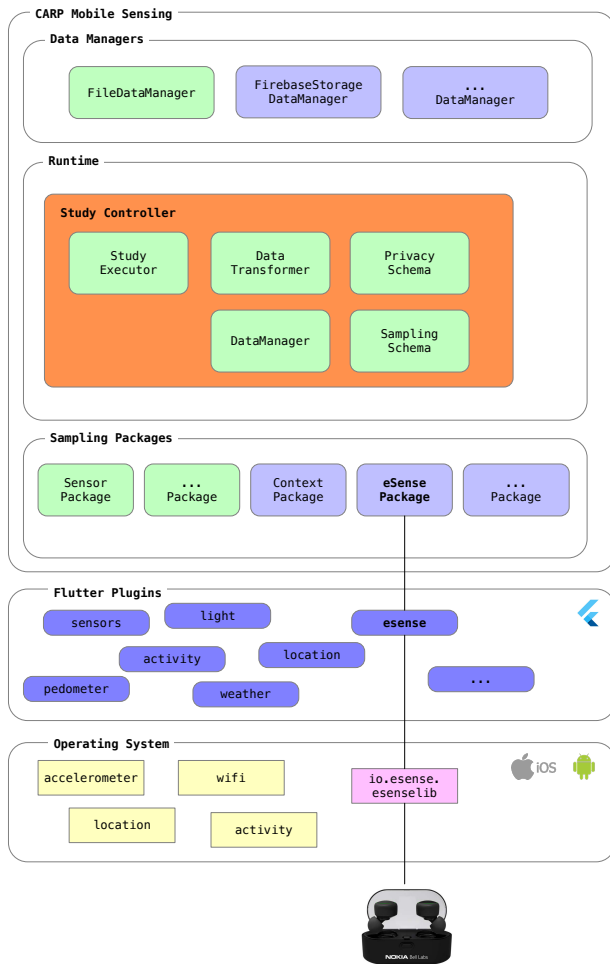 CARP Mobile Sensing
Data Managers
FileDataManager
FirebaseStorage
DataManager
...
DataManager
Runtime
Study Controller
Study
Executor
Data
Transformer
Privacy
Schema
DataManager
Sampling
Schema
Sampling Packages
Sensor
Package
...
Package
Context
Package
eSense
Package
...
Package
Flutter Plugins
sensors
light
esense
activity
location
pedometer
weather
...
Operating System
accelerometer
wifi
io.esense.
esenselib
iOS
location
activity
NOKIA Bell Labs